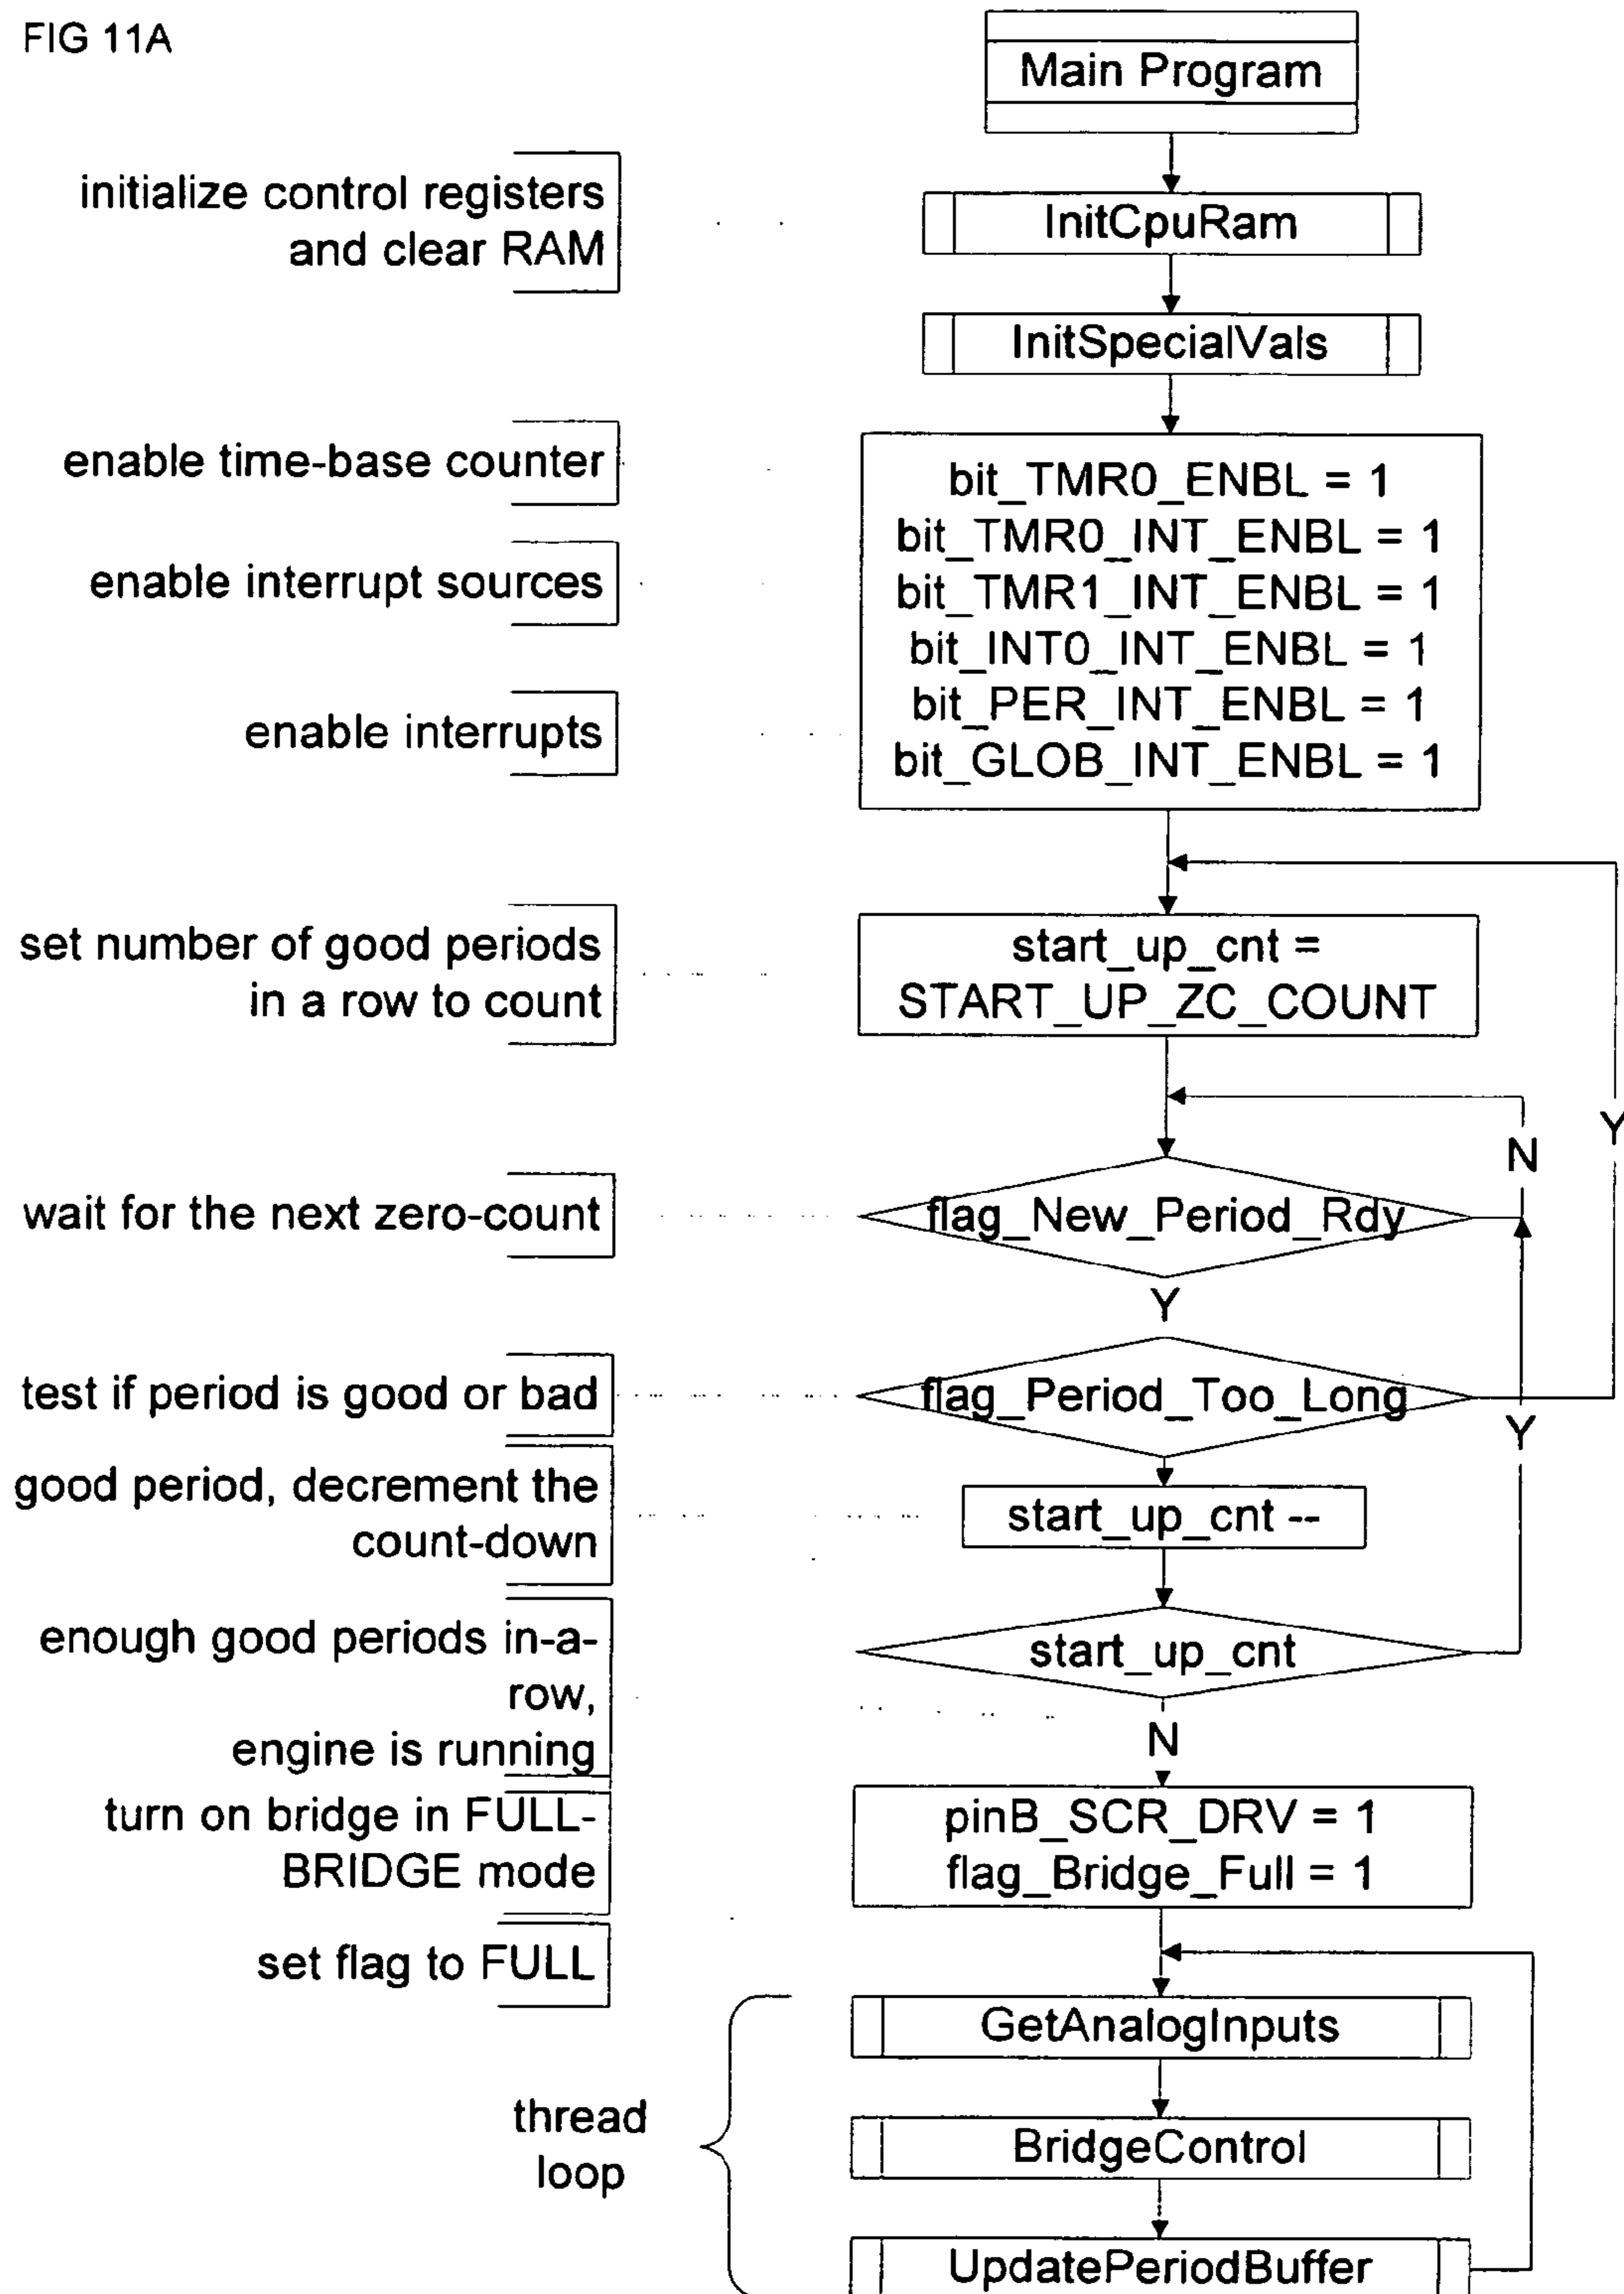 FIG 11A
Main Program
initialize control registers
and clear RAM
InitCpuRam
InitSpecialVals
enable time-base counter
bit_TMR0_ENBL = 1
bit_TMR0_INT_ENBL = 1
enable interrupt sources
bit_TMR1_INT_ENBL = 1
bit_INT0_INT_ENBL = 1
bit_PER_INT_ENBL = 1
enable interrupts
bit_GLOB_INT_ENBL = 1
set number of good periods
in a row to count
start_up_cnt =
START_UP_ZC_COUNT
Y
N
wait for the next zero-count
flag_New_Period_Rdy
Y
test if period is good or bad
flag_Period_Too_Long
Y
good period, decrement the
count-down
start_up_cnt --
enough good periods in-a-
row,
engine is running
start_up_cnt
N
turn on bridge in FULL-
BRIDGE mode
pinB_SCR_DRV = 1
flag_Bridge_Full = 1
set flag to FULL
GetAnalogInputs
thread
loop
BridgeControl
UpdatePeriodBuffer